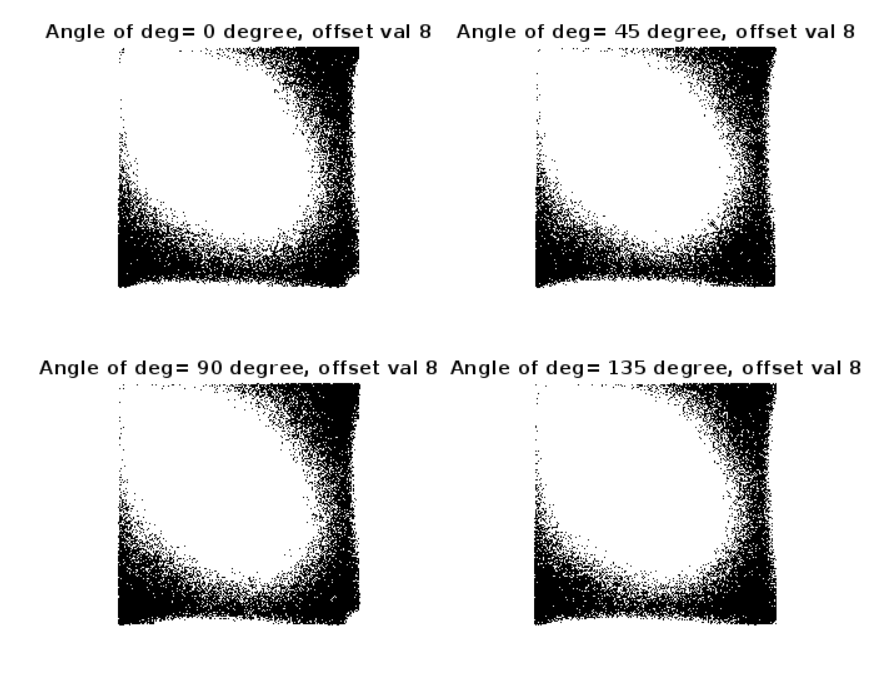 Angle of deg= 0 degree, offset val 8
Angle of deg= 45 degree, offset val 8
Angle of deg= 90 degree, offset val 8
Angle of deg= 135 degree, offset val 8